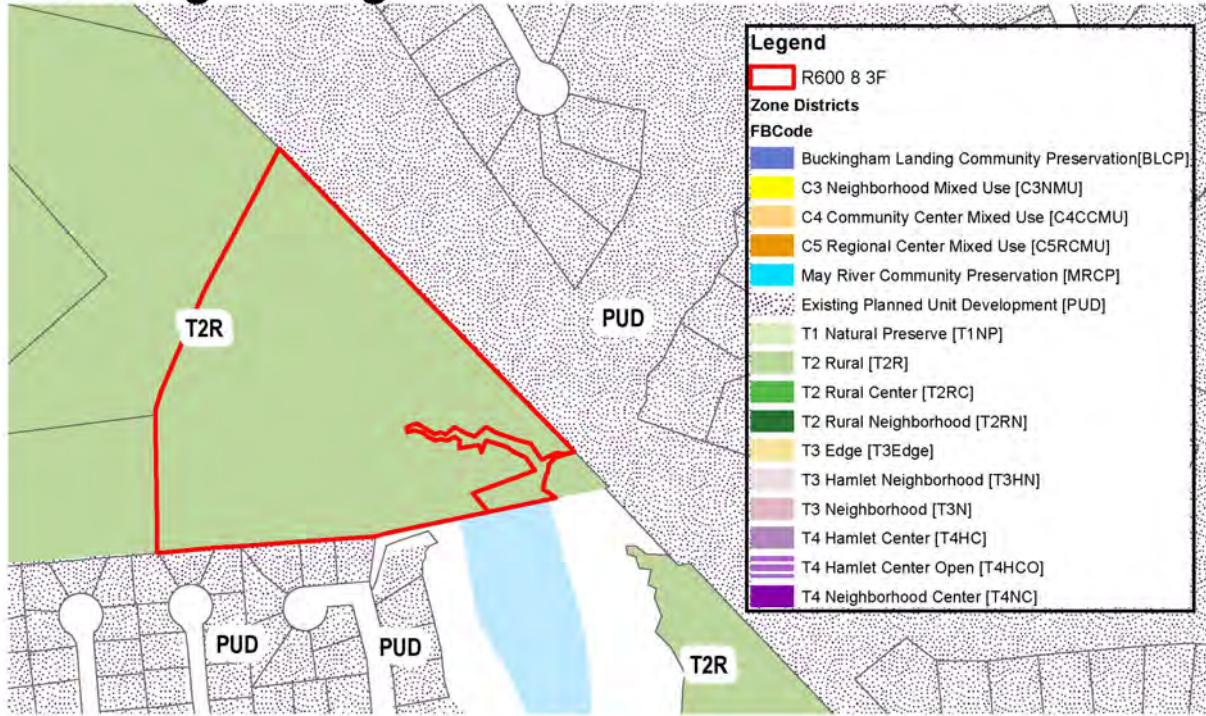 T2R
PUD
PUD
PUD
T2R
Legend
R600 8 3F
Zone Districts
FBCode
Buckingham Landing Community Preservation[BLCP]
C3 Neighborhood Mixed Use [C3NMU]
C4 Community Center Mixed Use [C4CCMU]
C5 Regional Center Mixed Use [C5RCMU]
May River Community Preservation [MRCP]
Existing Planned Unit Development [PUD]
T1 Natural Preserve [T1NP]
T2 Rural [T2R]
T2 Rural Center [T2RC]
T2 Rural Neighborhood [T2RN]
T3 Edge [T3Edge]
T3 Hamlet Neighborhood [T3HN]
T3 Neighborhood [T3N]
T4 Hamlet Center [T4HC]
T4 Hamlet Center Open [T4HCO]
T4 Neighborhood Center [T4NC]